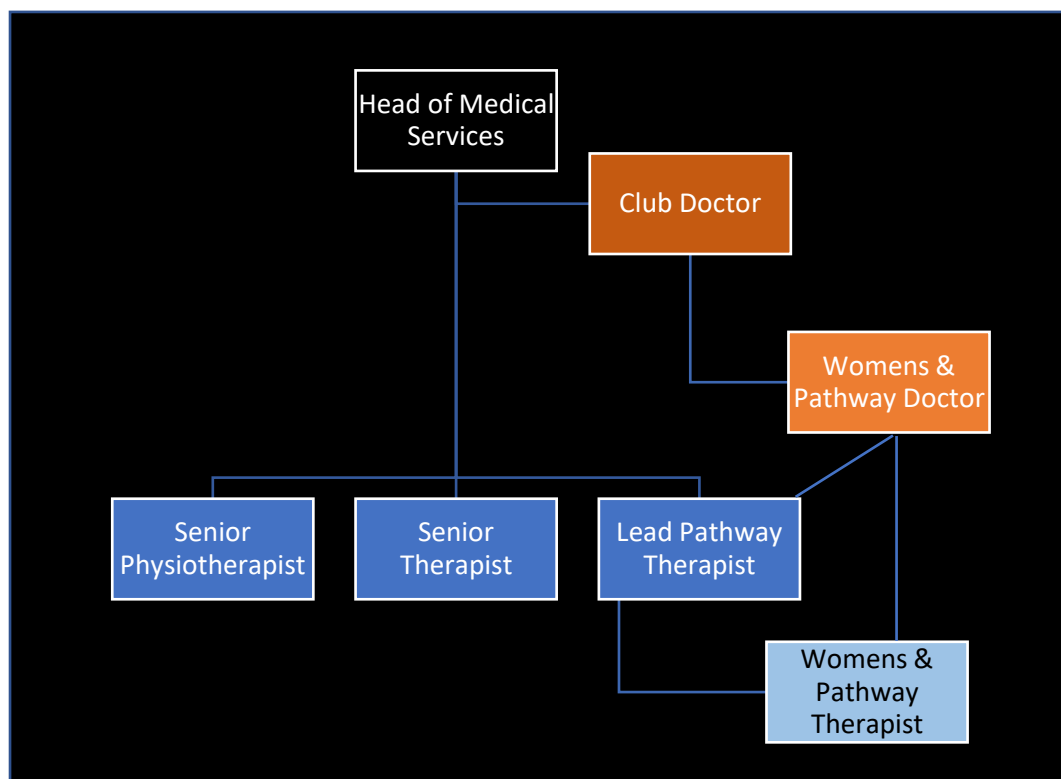 Head of Medical
Services
Club Doctor
Womens &
Pathway Doctor
Senior
Physiotherapist
Senior
Therapist
Lead Pathway
Therapist
Womens &
Pathway
Therapist